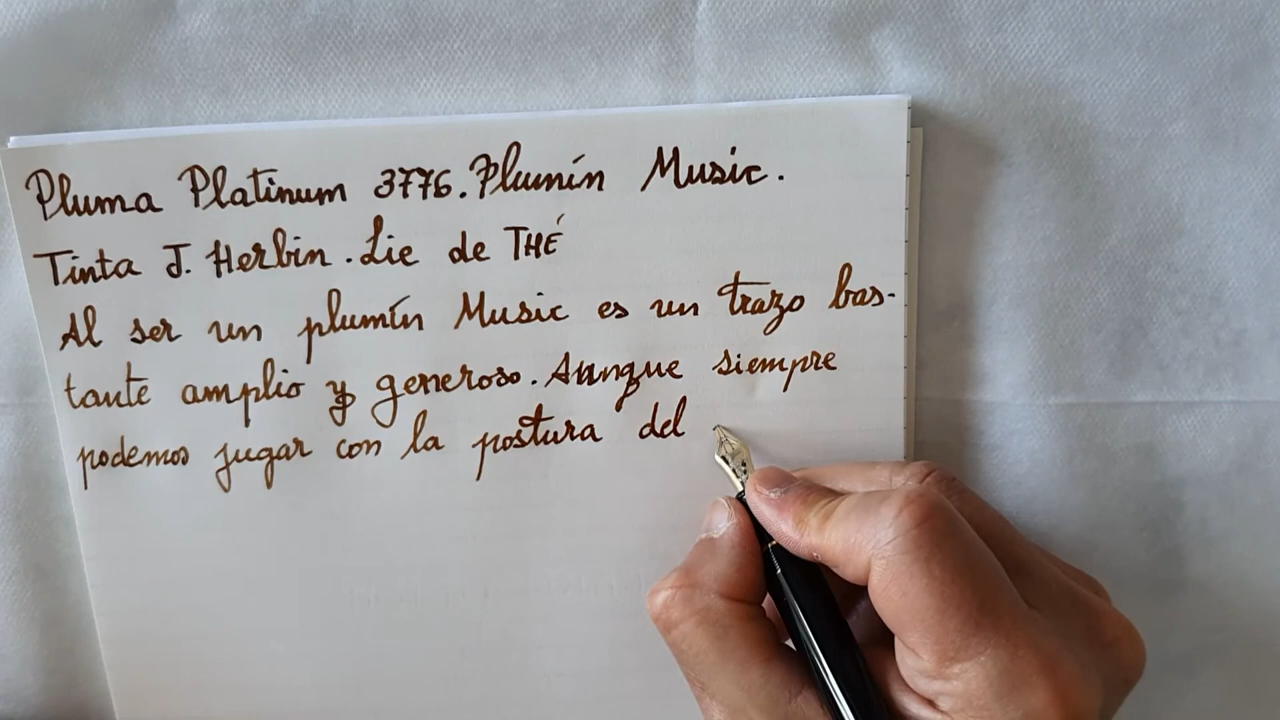 Pluma Platinum 3776. Plumín Music.
Tinta J. Herbin. Lie de THÉ
Al ser un plumín Music es un trazo bas-
tante amplio y generoso. Aunque siempre
podemos jugar con la postura del